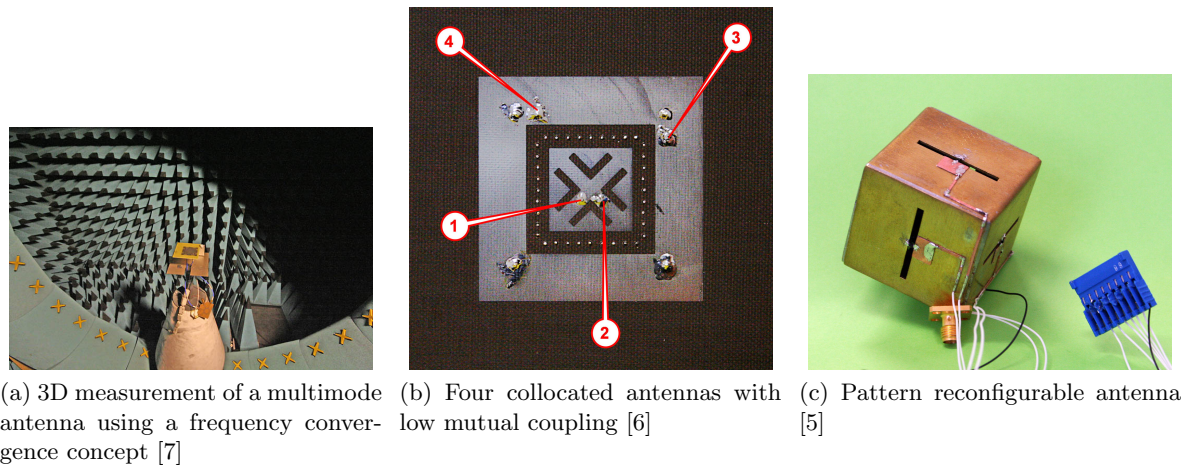 4
3
1
2
(a) 3D measurement of a multimode
antenna using a frequency conver-
gence concept [7]
(b) Four collocated antennas with
low mutual coupling [6]
(c) Pattern reconfigurable antenna
[5]